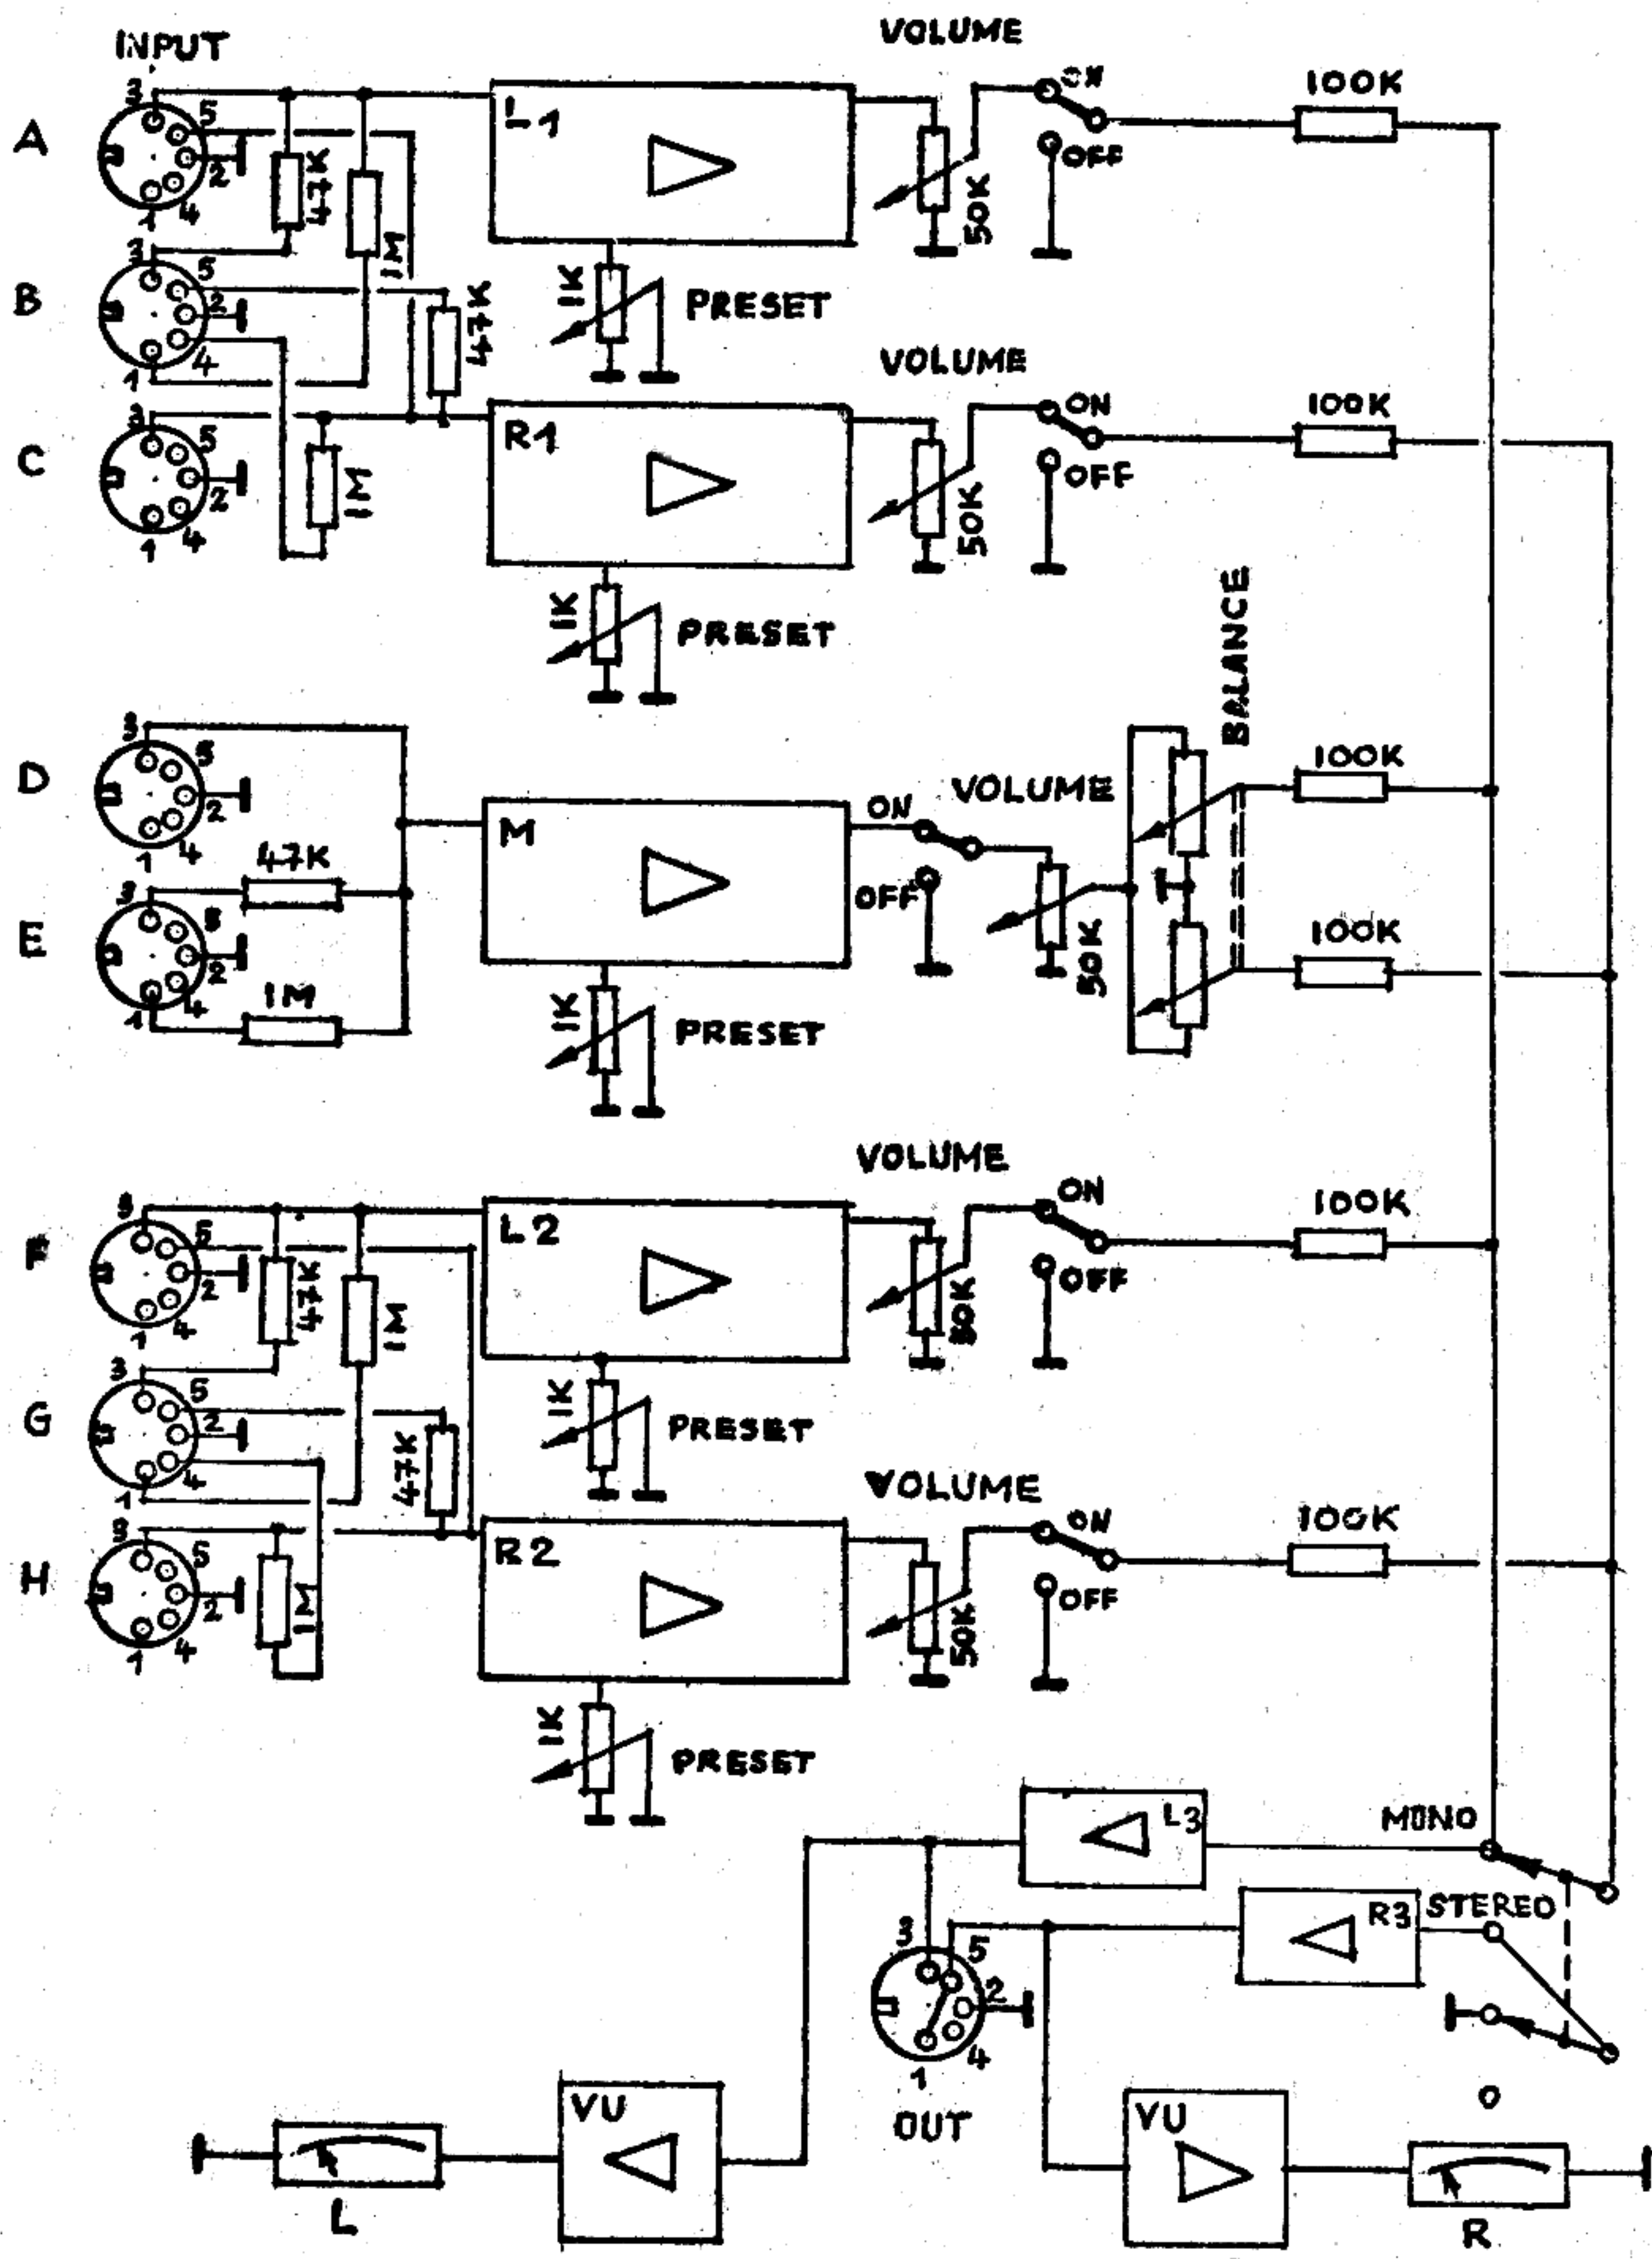 INPUT
VOLUME
A
3
5
2
4
1
47K
1M
L1
50K
ON
OFF
100K
1K
PRESET
B
3
5
2
4
1
47K
VOLUME
C
3
5
2
4
1
1M
R1
50K
ON
OFF
100K
1K
PRESET
BALANCE
D
3
5
2
4
1
M
ON
OFF
VOLUME
50K
100K
47K
E
3
5
2
4
1
1M
1K
PRESET
100K
VOLUME
F
3
5
2
4
1
47K
1M
L2
50K
ON
OFF
100K
1K
PRESET
G
3
5
2
4
1
47K
VOLUME
H
3
5
2
4
1
1M
R2
50K
ON
OFF
100K
1K
PRESET
L3
MONO
R3
STEREO
3
5
2
4
1
OUT
VU
L
VU
R